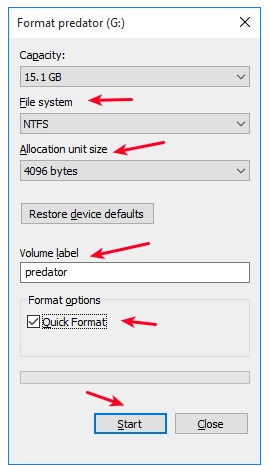 Format predator (G:)
Capacity:
15.1 GB
File system
NTFS
Allocation unit size
4096 bytes
Restore device defaults
Volume label
predator
Format options
Quick Format
Start
Close